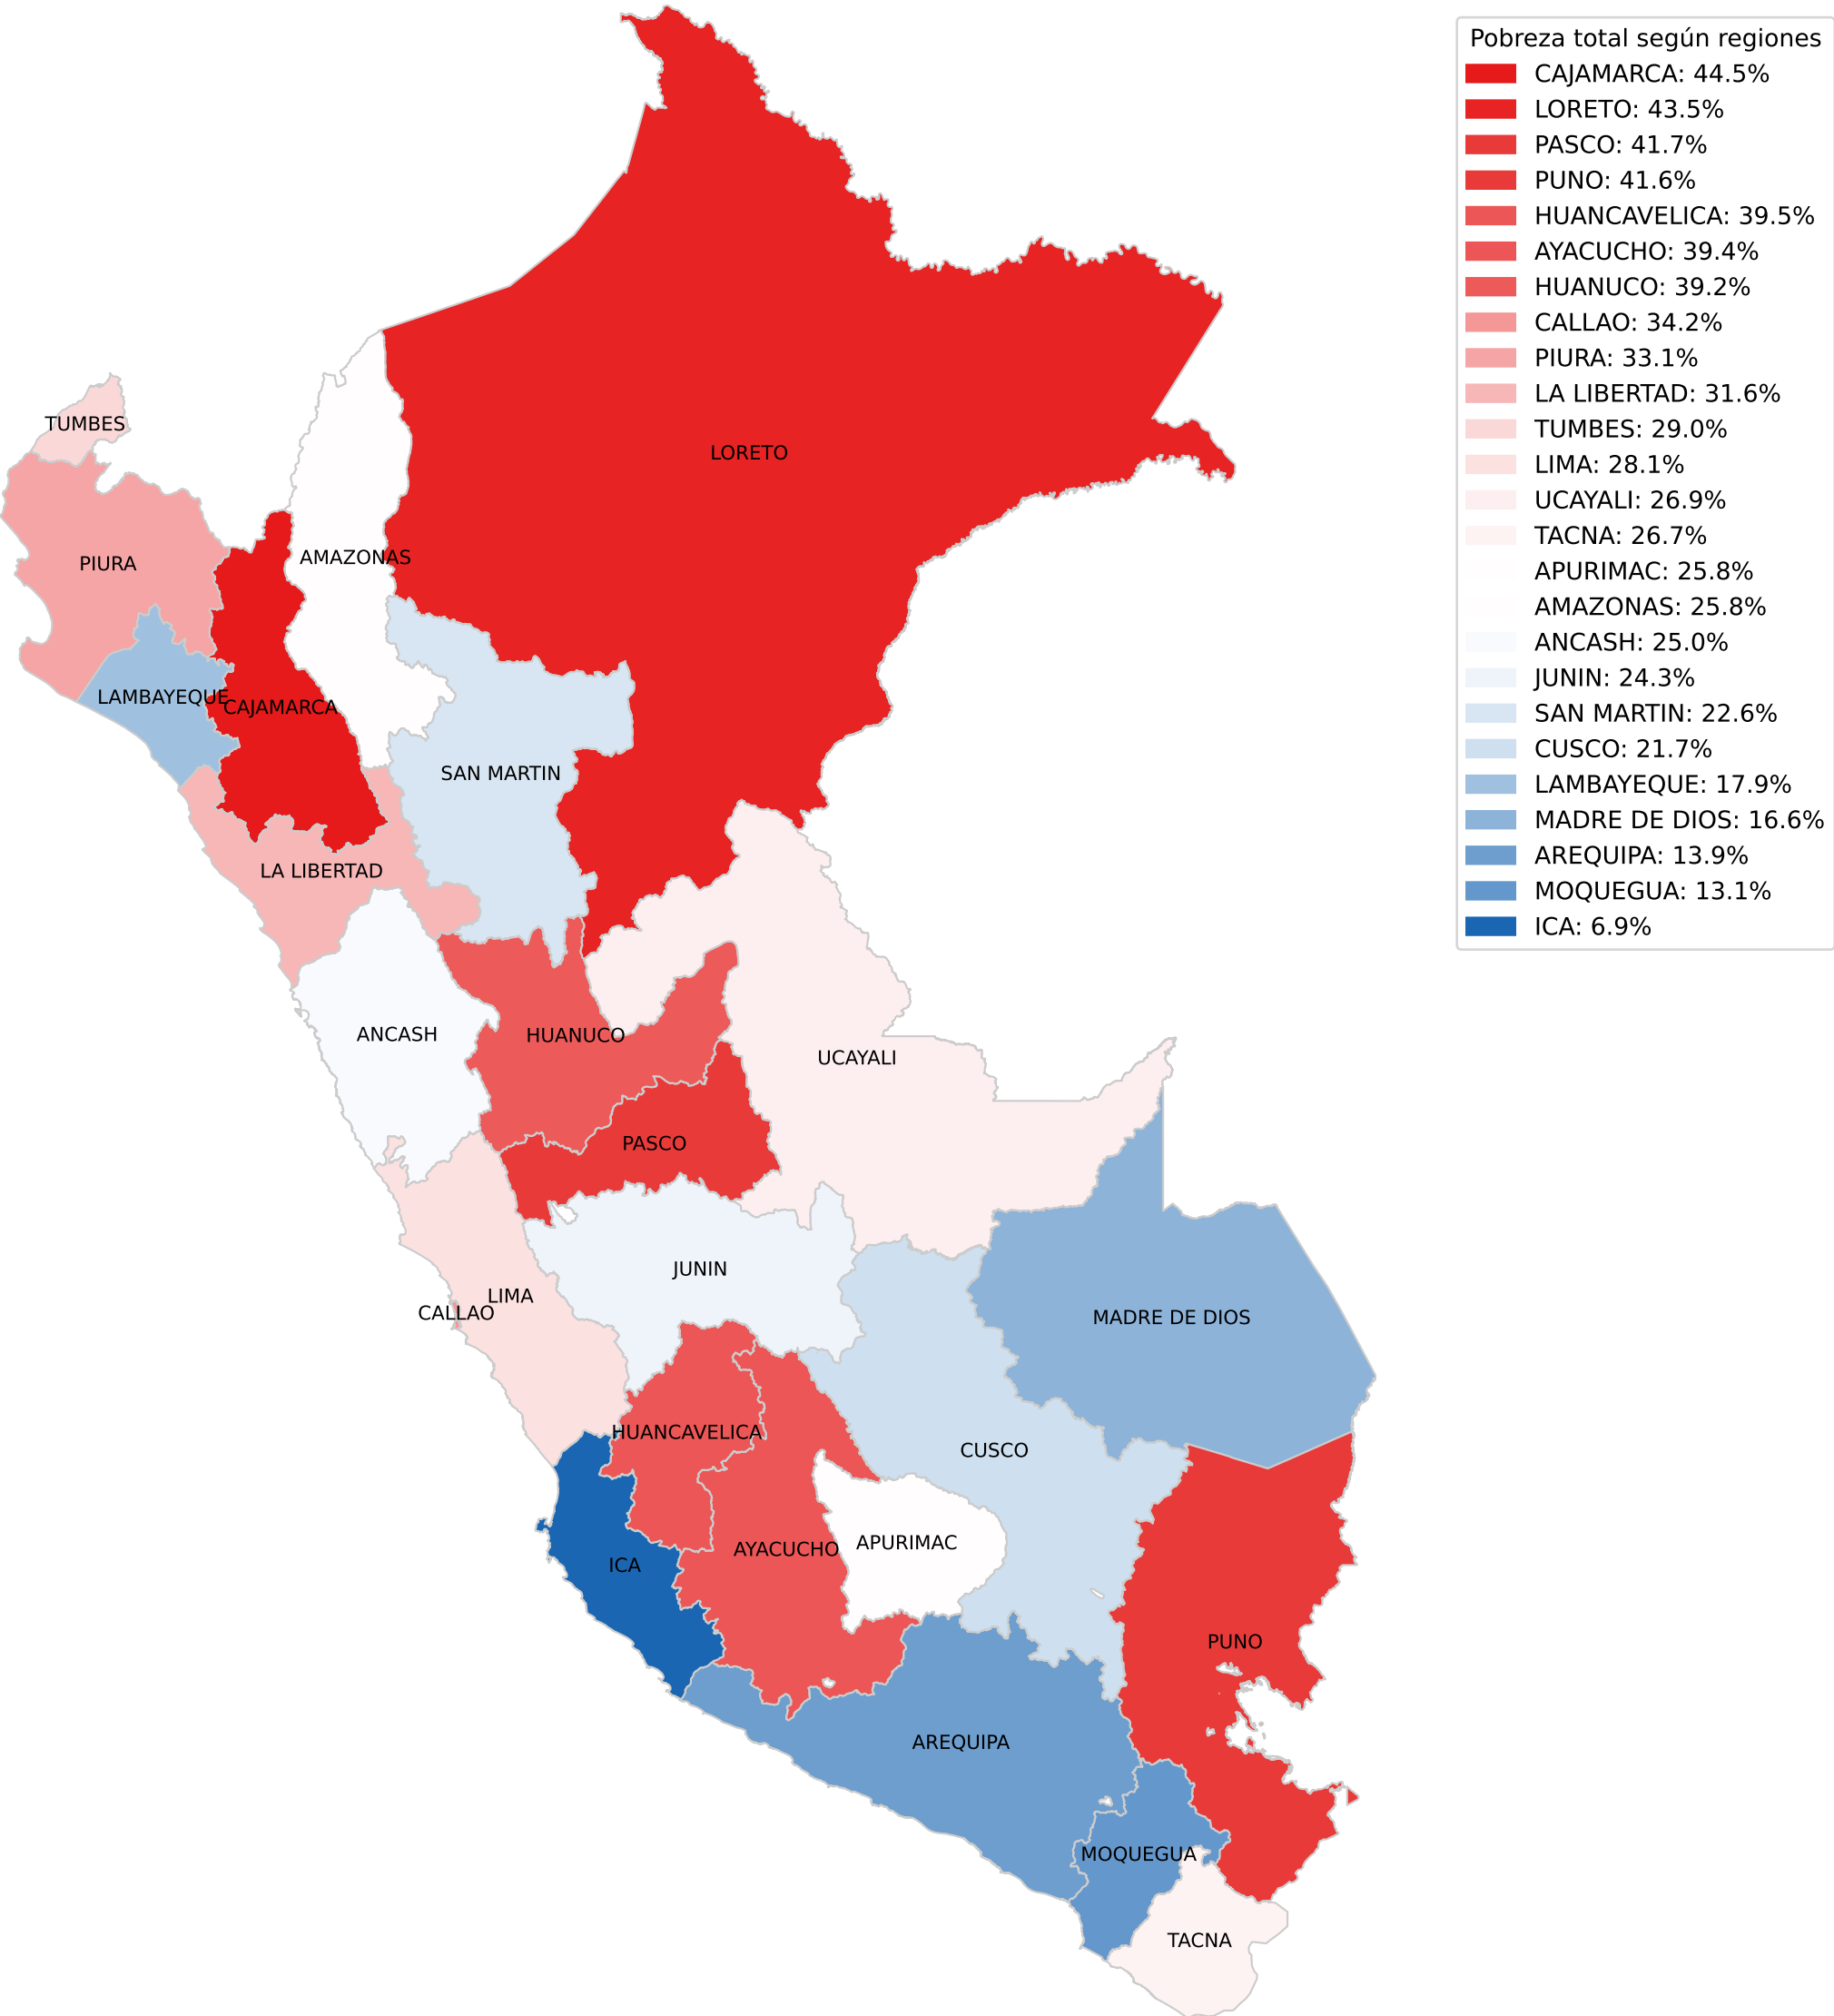 Pobreza total según regiones
CAJAMARCA: 44.5%
LORETO: 43.5%
PASCO: 41.7%
PUNO: 41.6%
HUANCAVELICA: 39.5%
AYACUCHO: 39.4%
HUANUCO: 39.2%
CALLAO: 34.2%
PIURA: 33.1%
LA LIBERTAD: 31.6%
TUMBES: 29.0%
LIMA: 28.1%
UCAYALI: 26.9%
TACNA: 26.7%
APURIMAC: 25.8%
AMAZONAS: 25.8%
ANCASH: 25.0%
JUNIN: 24.3%
SAN MARTIN: 22.6%
CUSCO: 21.7%
LAMBAYEQUE: 17.9%
MADRE DE DIOS: 16.6%
AREQUIPA: 13.9%
MOQUEGUA: 13.1%
ICA: 6.9%
TUMBES
LORETO
PIURA
AMAZONAS
LAMBAYEQUE
CAJAMARCA
SAN MARTIN
LA LIBERTAD
ANCASH
HUANUCO
UCAYALI
PASCO
JUNIN
LIMA
CALLAO
MADRE DE DIOS
HUANCAVELICA
CUSCO
APURIMAC
AYACUCHO
ICA
PUNO
AREQUIPA
MOQUEGUA
TACNA